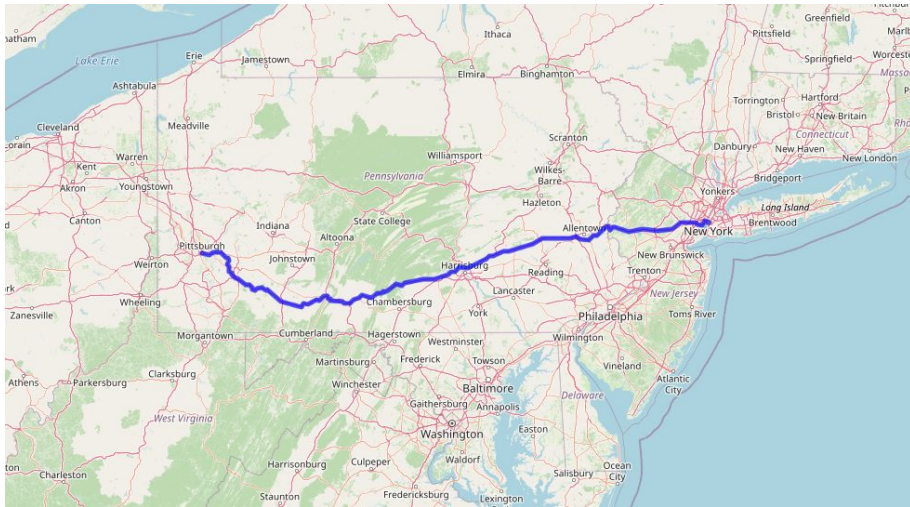 Greenfield
natham
Ithaca
Pittsfield
Springfield
Lake Erie
Erie
Jamestown
Elmira
Binghamton
Ashtabula
Torrington
Hartford
Bristol
New Britain
Meadville
Cleveland
Scranton
Connecticut
Danbury
New Haven
New London
Warren
Kent
Akron
Youngstown
Williamsport
Wilkes-
Barre
Pennsylvania
Bridgeport
Yonkers
Hazleton
Long Island
Canton
State College
Indiana
Altoona
Allentown
Brentwood
New York
Pittsburgh
Weirton
Johnstown
Harrisburg
Reading
New Brunswick
Trenton
Wheeling
Zanesville
Chambersburg
Lancaster
New Jersey
York
Philadelphia
Toms River
Morgantown
Cumberland
Hagerstown
Wilmington
Westminster
Martinsburg
Frederick
Towson
Vineland
Clarksburg
Athens
Parkersburg
Winchester
Baltimore
Atlantic
City
Gaithersburg
Annapolis
Delaware
West Virginia
Washington
Easton
Waldorf
Harrisonburg
Culpeper
Salisbury
Ocean
City
Charleston
Staunton
Fredericksburg
Lexington